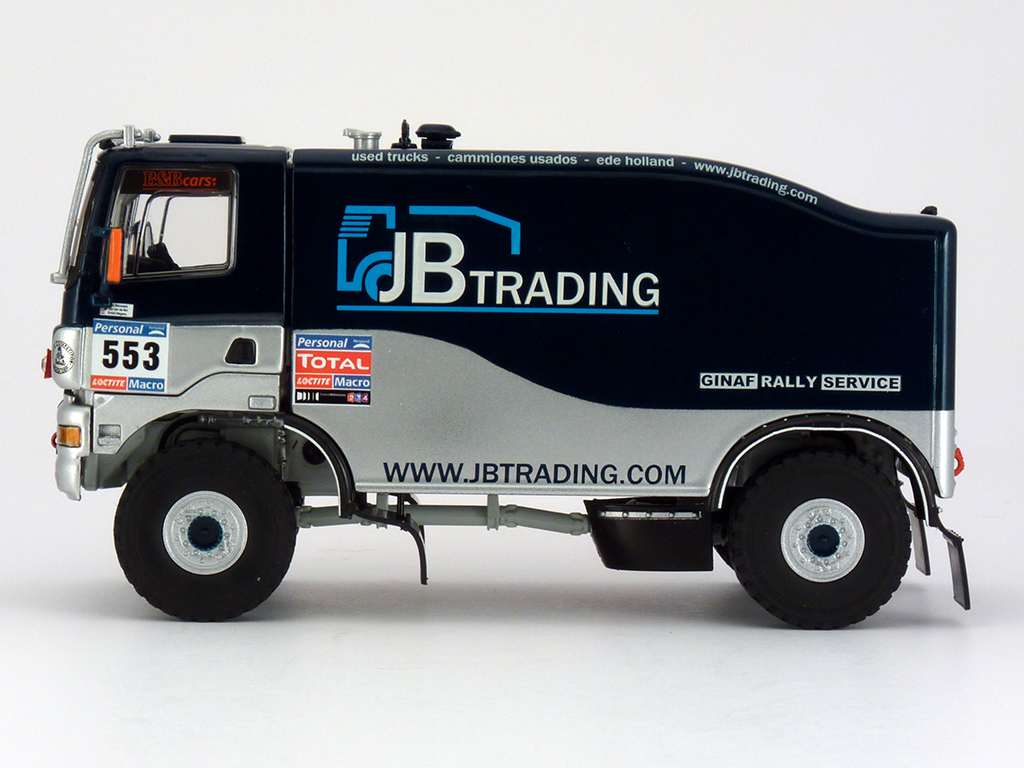 used trucks - cammiones usados - ede holland - www.jbtrading.com
B&B cars
JB TRADING
Personal
553
LOCTITE Macro
Personal
TOTAL
LOCTITE Macro
GINAF RALLY SERVICE
WWW.JBTRADING.COM